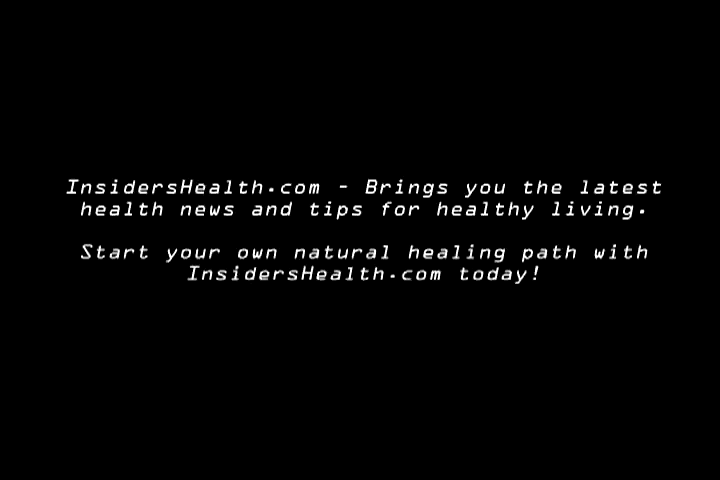 InsidersHealth.com - Brings you the latest
health news and tips for healthy living.
Start your own natural healing path with
InsidersHealth.com today!